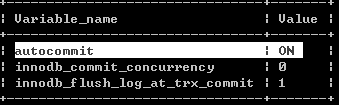 +--------------------------------+-------+
| Variable_name                  | Value |
+--------------------------------+-------+
| autocommit                     | ON    |
| innodb_commit_concurrency      | 0     |
| innodb_flush_log_at_trx_commit | 1     |
+--------------------------------+-------+